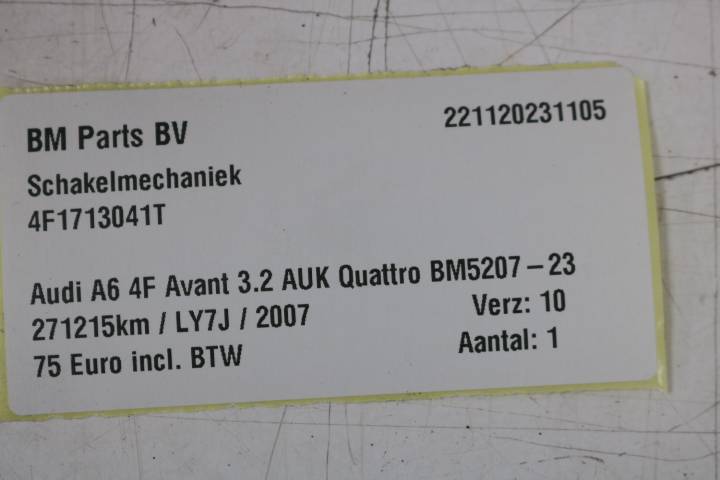 BM Parts BV 221120231105
Schakelmechaniek
4F1713041T
Audi A6 4F Avant 3.2 AUK Quattro BM5207-23
271215km / LY7J / 2007 Verz: 10
75 Euro incl. BTW Aantal: 1